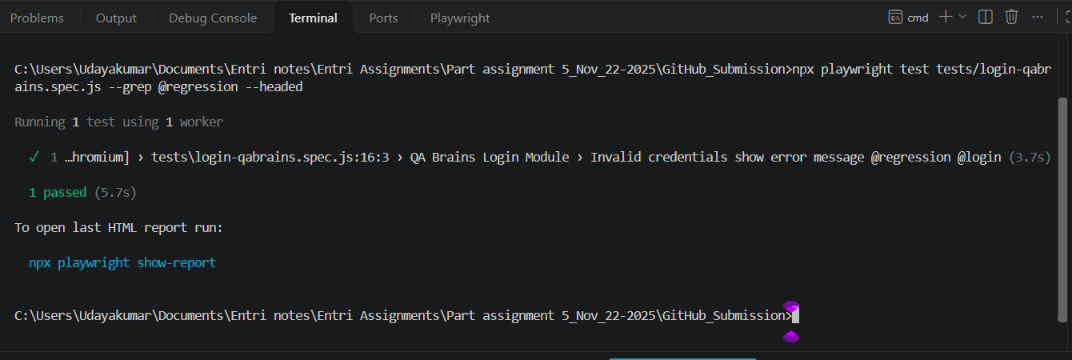 Problems Output Debug Console Terminal Ports Playwright cmd
C:\Users\Udayakumar\Documents\Entri notes\Entri Assignments\Part assignment 5_Nov_22-2025\GitHub_Submission>npx playwright test tests/login-qabr
ains.spec.js --grep @regression --headed
Running 1 test using 1 worker
✓ 1 …hromium] › tests\login-qabrains.spec.js:16:3 › QA Brains Login Module › Invalid credentials show error message @regression @login (3.7s)
1 passed (5.7s)
To open last HTML report run:
npx playwright show-report
C:\Users\Udayakumar\Documents\Entri notes\Entri Assignments\Part assignment 5_Nov_22-2025\GitHub_Submission>